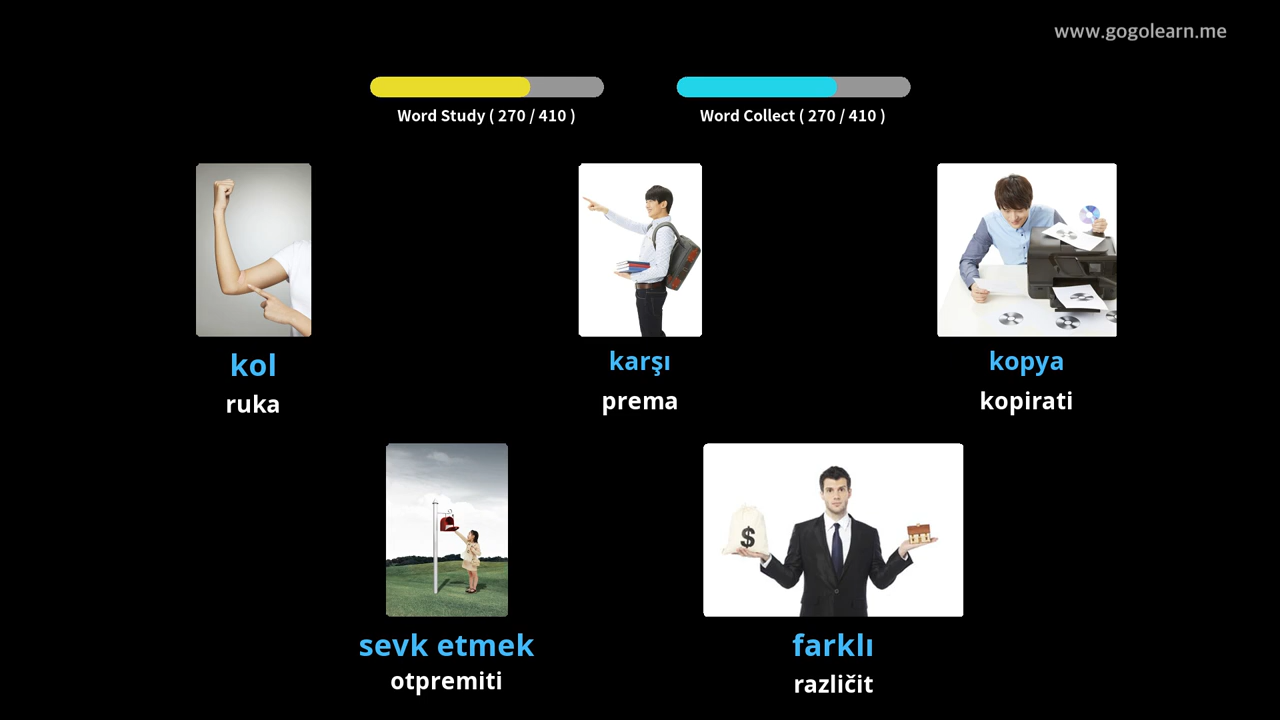 www.gogolearn.me
Word Study ( 270 / 410 )
Word Collect ( 270 / 410 )
kol
ruka
karşı
prema
kopya
kopirati
$
sevk etmek
otpremiti
farklı
različit